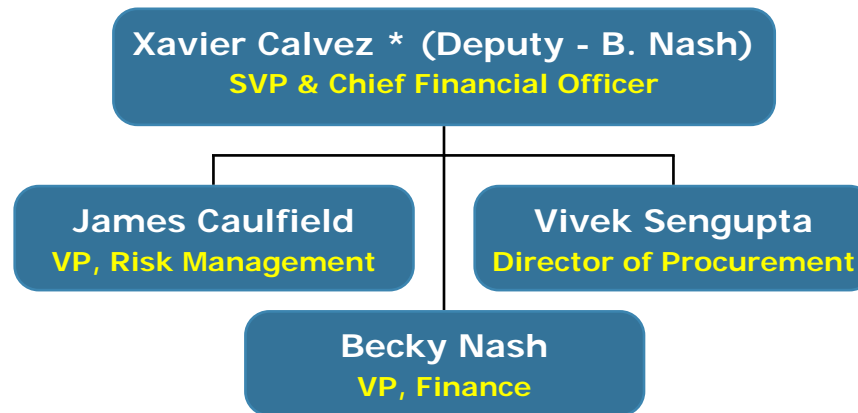 Xavier Calvez * (Deputy - B. Nash)
SVP & Chief Financial Officer
James Caulfield
VP, Risk Management
Vivek Sengupta
Director of Procurement
Becky Nash
VP, Finance